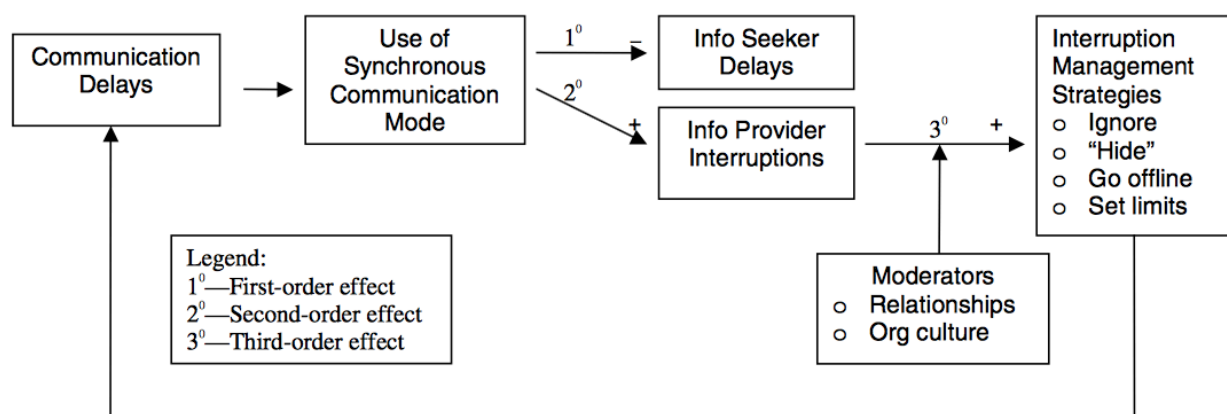 Communication
Delays
Use of
Synchronous
Communication
Mode
1⁰
–
2⁰
+
Info Seeker
Delays
Info Provider
Interruptions
3⁰
+
Interruption
Management
Strategies
o Ignore
o “Hide”
o Go offline
o Set limits
Moderators
o Relationships
o Org culture
Legend:
1⁰—First-order effect
2⁰—Second-order effect
3⁰—Third-order effect